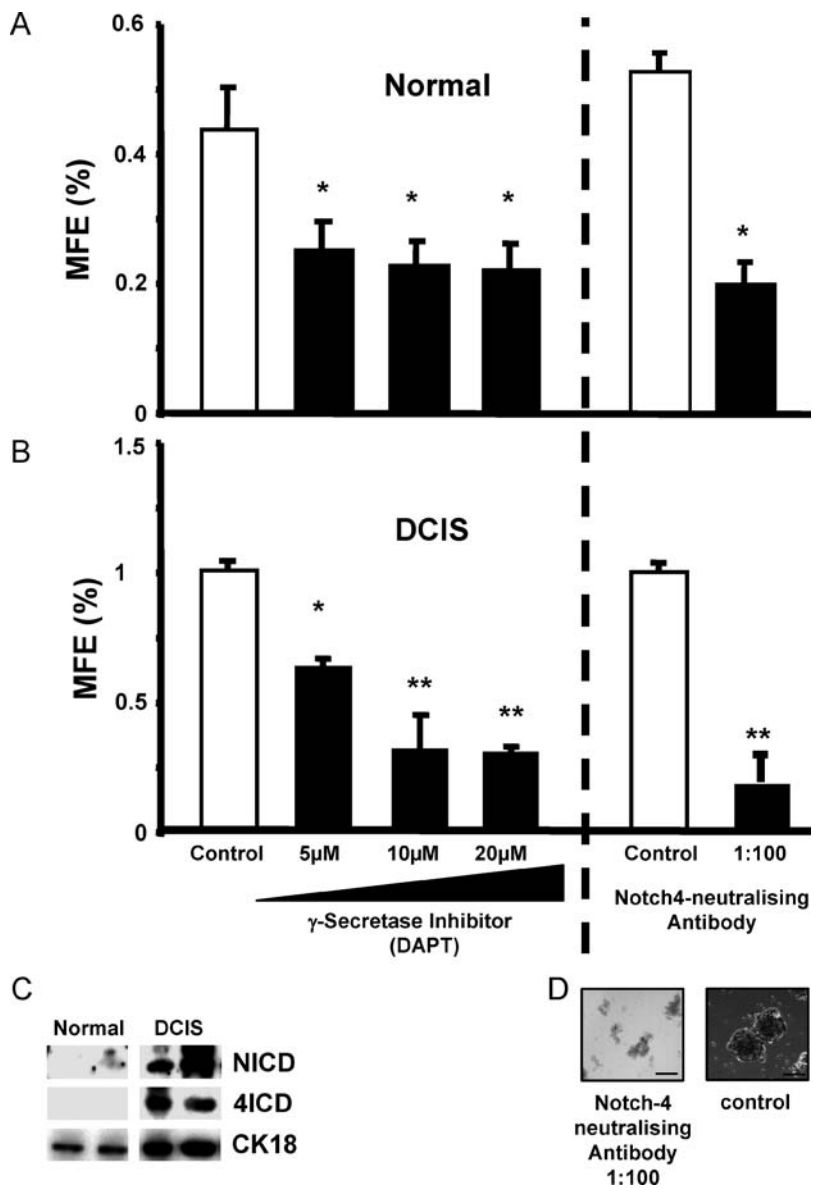 A
0.6
Normal
*
*
*
*
0.4
MFE (%)
0.2
0
B
1.5
DCIS
1
MFE (%)
*
**
**
**
0.5
0
Control 5µM 10µM 20µM Control 1:100
γ-Secretase Inhibitor
(DAPT)
Notch4-neutralising
Antibody
C
Normal DCIS
NICD
4ICD
CK18
D
Notch-4
neutralising
Antibody
1:100
control